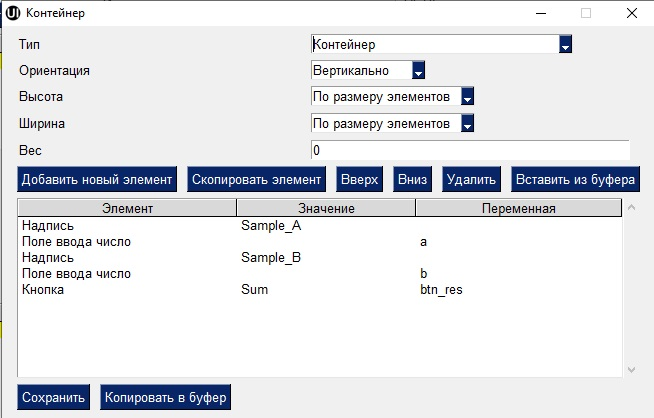 UI Контейнер
Тип Контейнер
Ориентация Вертикально
Высота По размеру элементов
Ширина По размеру элементов
Вес 0
Добавить новый элемент Скопировать элемент Вверх Вниз Удалить Вставить из буфера
Элемент Значение Переменная
Надпись Sample_A
Поле ввода число a
Надпись Sample_B
Поле ввода число b
Кнопка Sum btn_res
Сохранить Копировать в буфер